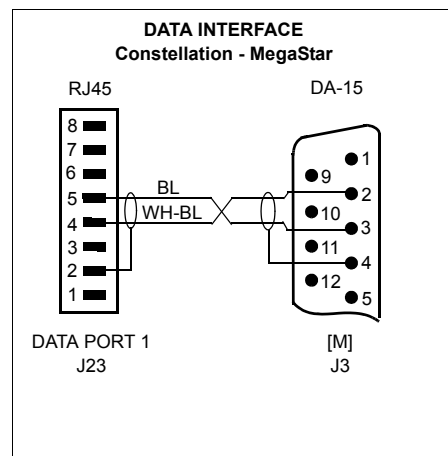 DATA INTERFACE
Constellation - MegaStar
RJ45
DA-15
8
7
6
5
4
3
2
1
BL
WH-BL
9
10
11
12
1
2
3
4
5
DATA PORT 1
J23
[M]
J3